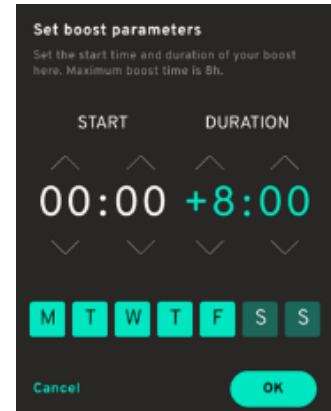 Set boost parameters
Set the start time and duration of your boost
here. Maximum boost time is 8h.
START DURATION
00:00 +8:00
M T W T F S S
Cancel OK